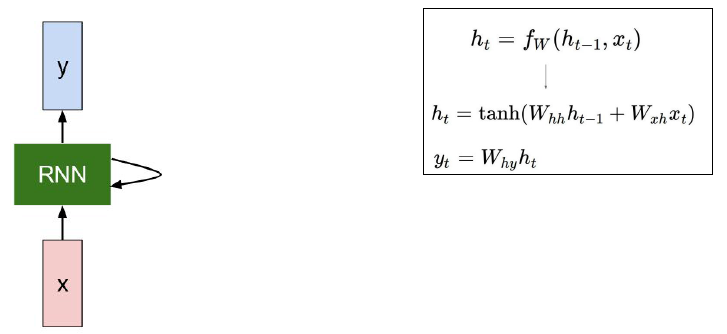 y
RNN
x
h_t = f_W(h_{t-1}, x_t)
h_t = tanh(W_{hh}h_{t-1} + W_{xh}x_t)
y_t = W_{hy}h_t